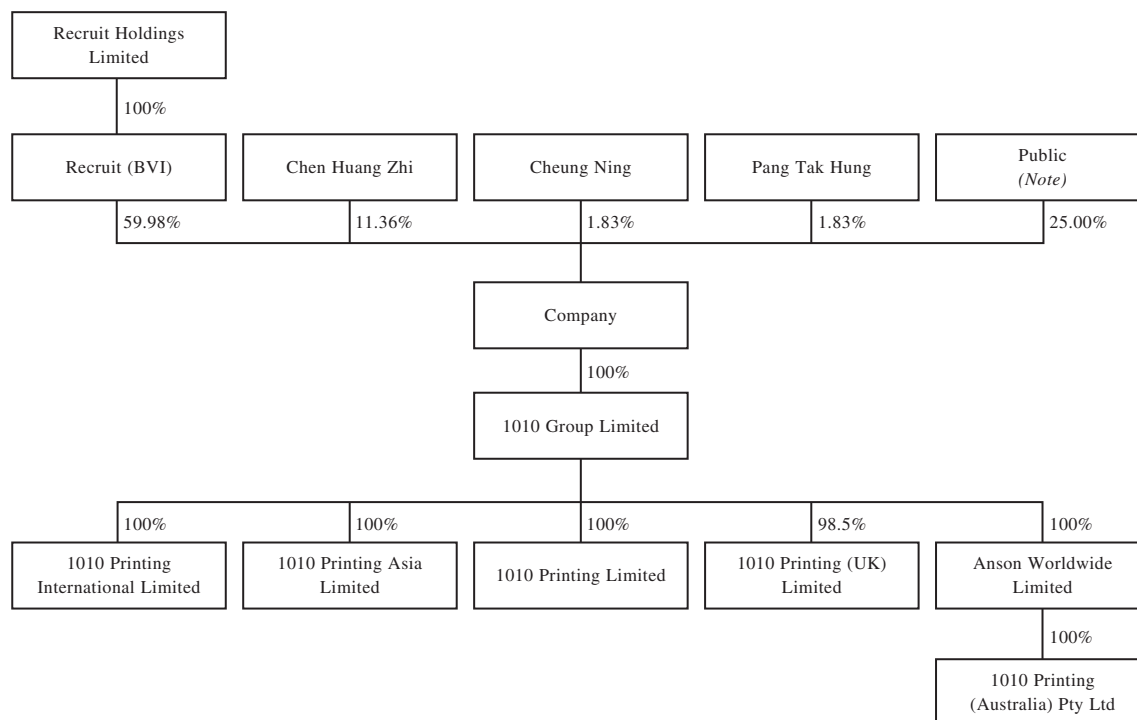 Recruit Holdings
Limited
100%
Recruit (BVI)
Chen Huang Zhi
Cheung Ning
Pang Tak Hung
Public
(Note)
59.98%
11.36%
1.83%
1.83%
25.00%
Company
100%
1010 Group Limited
100%
100%
100%
98.5%
100%
1010 Printing
International Limited
1010 Printing Asia
Limited
1010 Printing Limited
1010 Printing (UK)
Limited
Anson Worldwide
Limited
100%
1010 Printing
(Australia) Pty Ltd